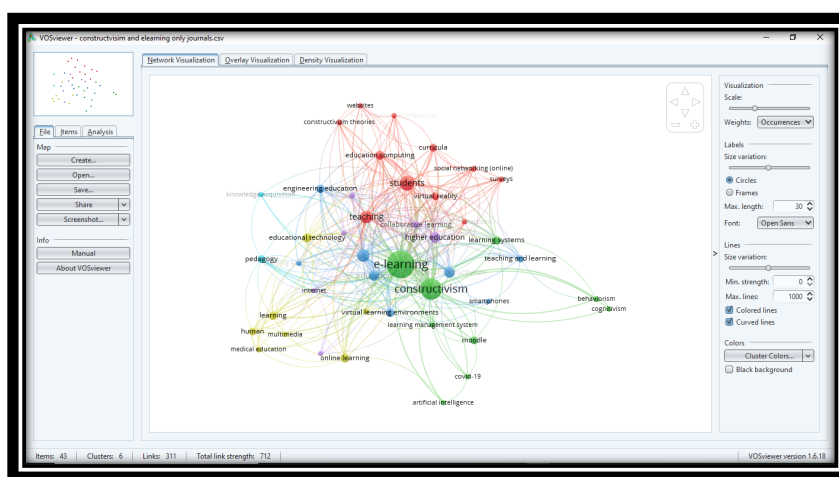 VOSviewer - constructvisim and elearning only journals.csv
Network Visualization Overlay Visualization Density Visualization
File Items Analysis
Map
Create...
Open...
Save...
Share
Screenshot...
Info
Manual
About VOSviewer
websites
constructivism theories
curricula
education computing
social networking (online)
students
surveys
engineering education
virtual reality
knowledge acquisition
teaching
collaborative learning
educational technology
higher education
learning systems
pedagogy
e-learning
teaching and learning
internet
constructivism
smartphones
behaviorism
cognitivism
learning
virtual learning environments
learning management system
human
multimedia
moodle
medical education
online learning
covid-19
artificial intelligence
Visualization
Scale:
Weights: Occurrences
Labels
Size variation:
Circles
Frames
Max. length: 30
Font: Open Sans
Lines
Size variation:
Min. strength: 0
Max. lines: 1000
Colored lines
Curved lines
Colors
Cluster Colors...
Black background
Items: 43 Clusters: 6 Links: 311 Total link strength: 712 VOSviewer version 1.6.18